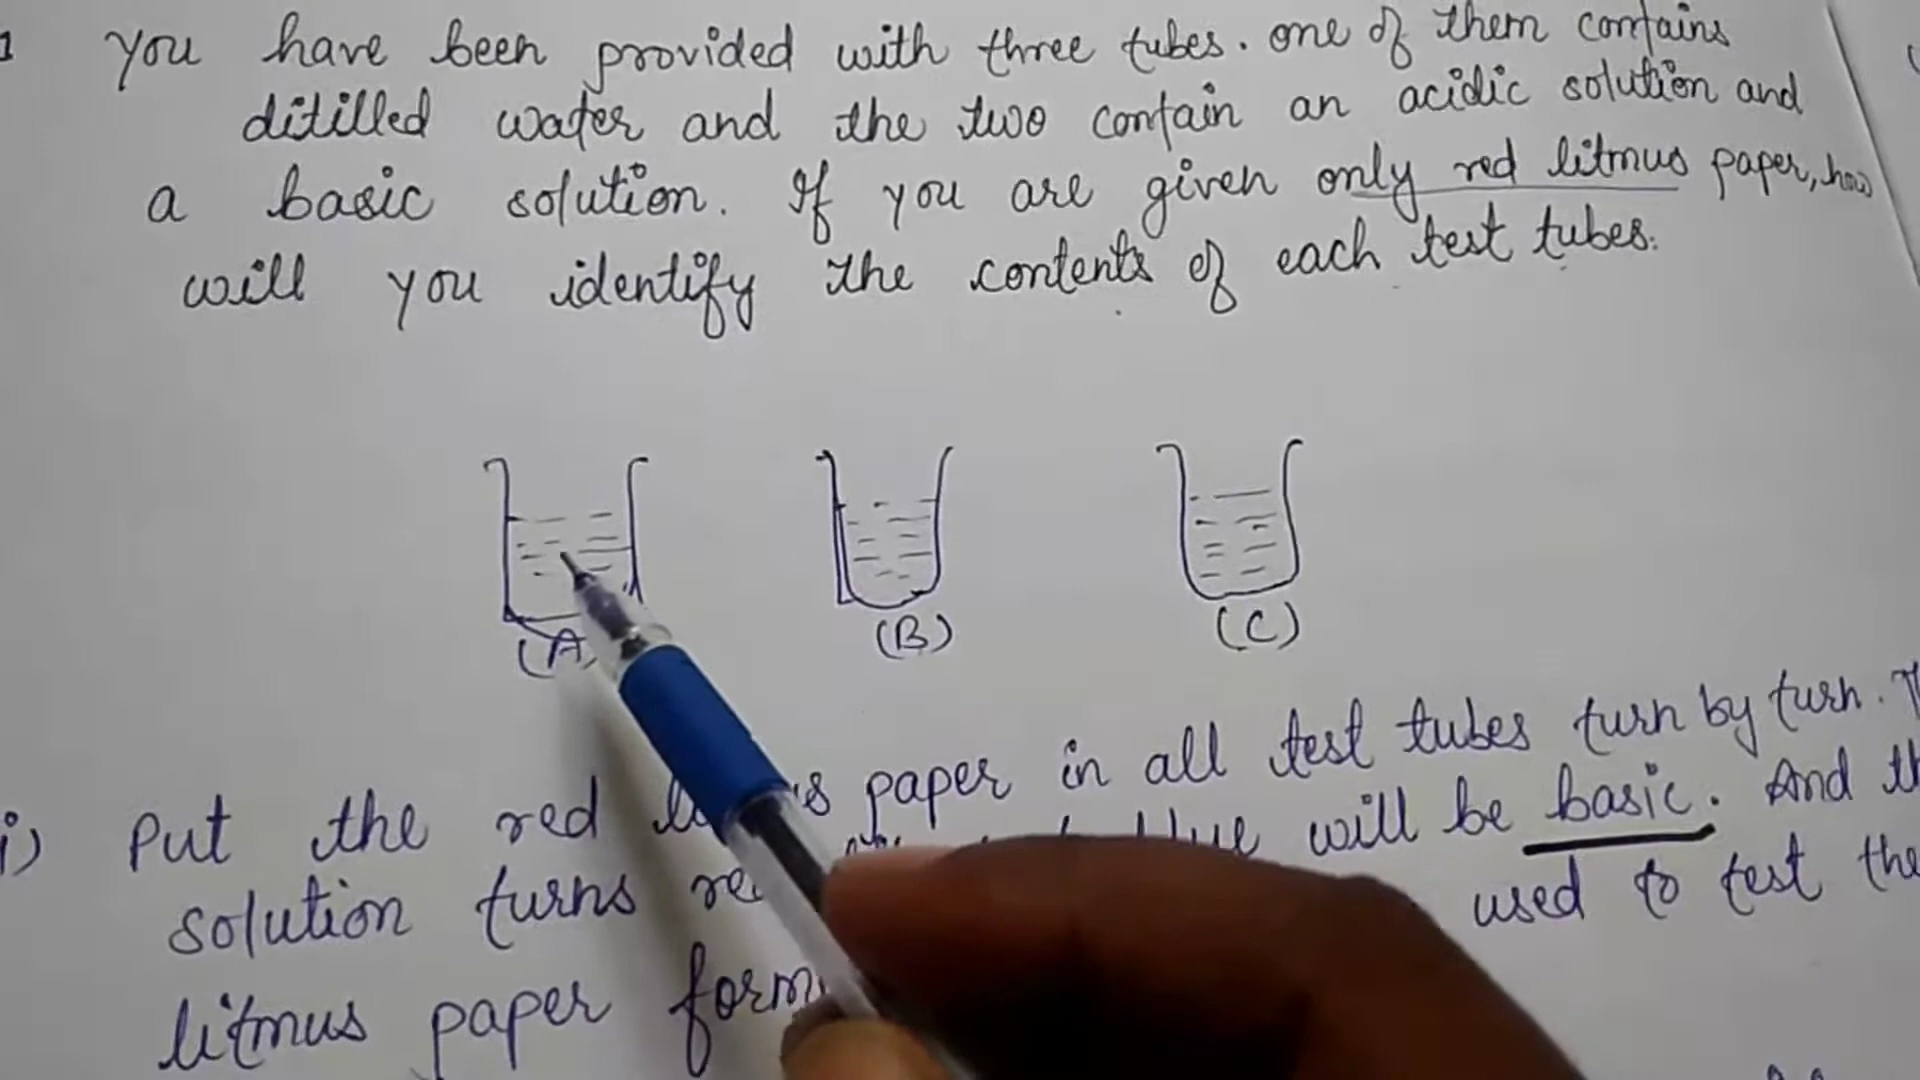 1 you have been provided with three tubes. one of them contains
ditilled water and the two contain an acidic solution and
a basic solution. If you are given only red litmus paper, how
will you identify the contents of each test tubes.
(A) (B) (C)
i) Put the red paper in all test tubes turn by turn.
solution turns will be basic. And
litmus paper used to test the